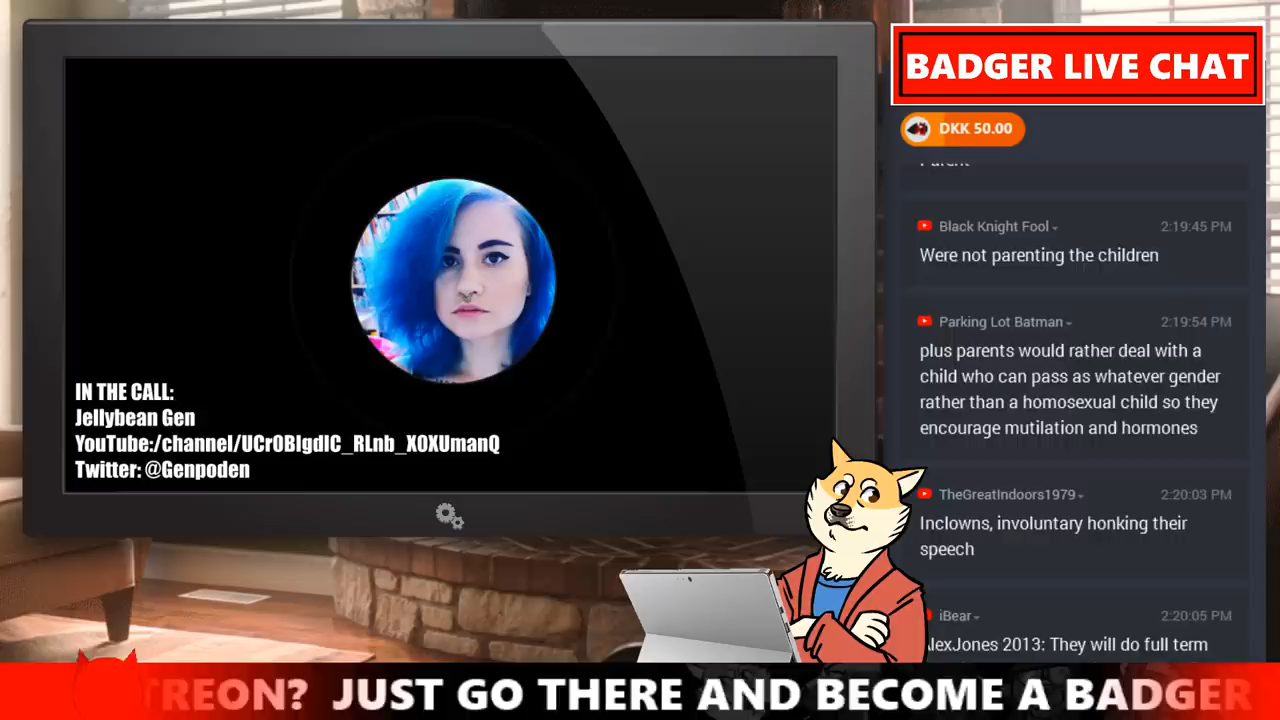 BADGER LIVE CHAT
DKK 50.00
Parent
Black Knight Fool
2:19:45 PM
Were not parenting the children
Parking Lot Batman
2:19:54 PM
plus parents would rather deal with a
child who can pass as whatever gender
rather than a homosexual child so they
encourage mutilation and hormones
TheGreatIndoors1979
2:20:03 PM
Inclowns, involuntary honking their
speech
iBear
2:20:05 PM
AlexJones 2013: They will do full term
IN THE CALL:
Jellybean Gen
YouTube:/channel/UCrOBIgdIC_RLnb_XOXUmanQ
Twitter: @Genpoden
TREON? JUST GO THERE AND BECOME A BADGER